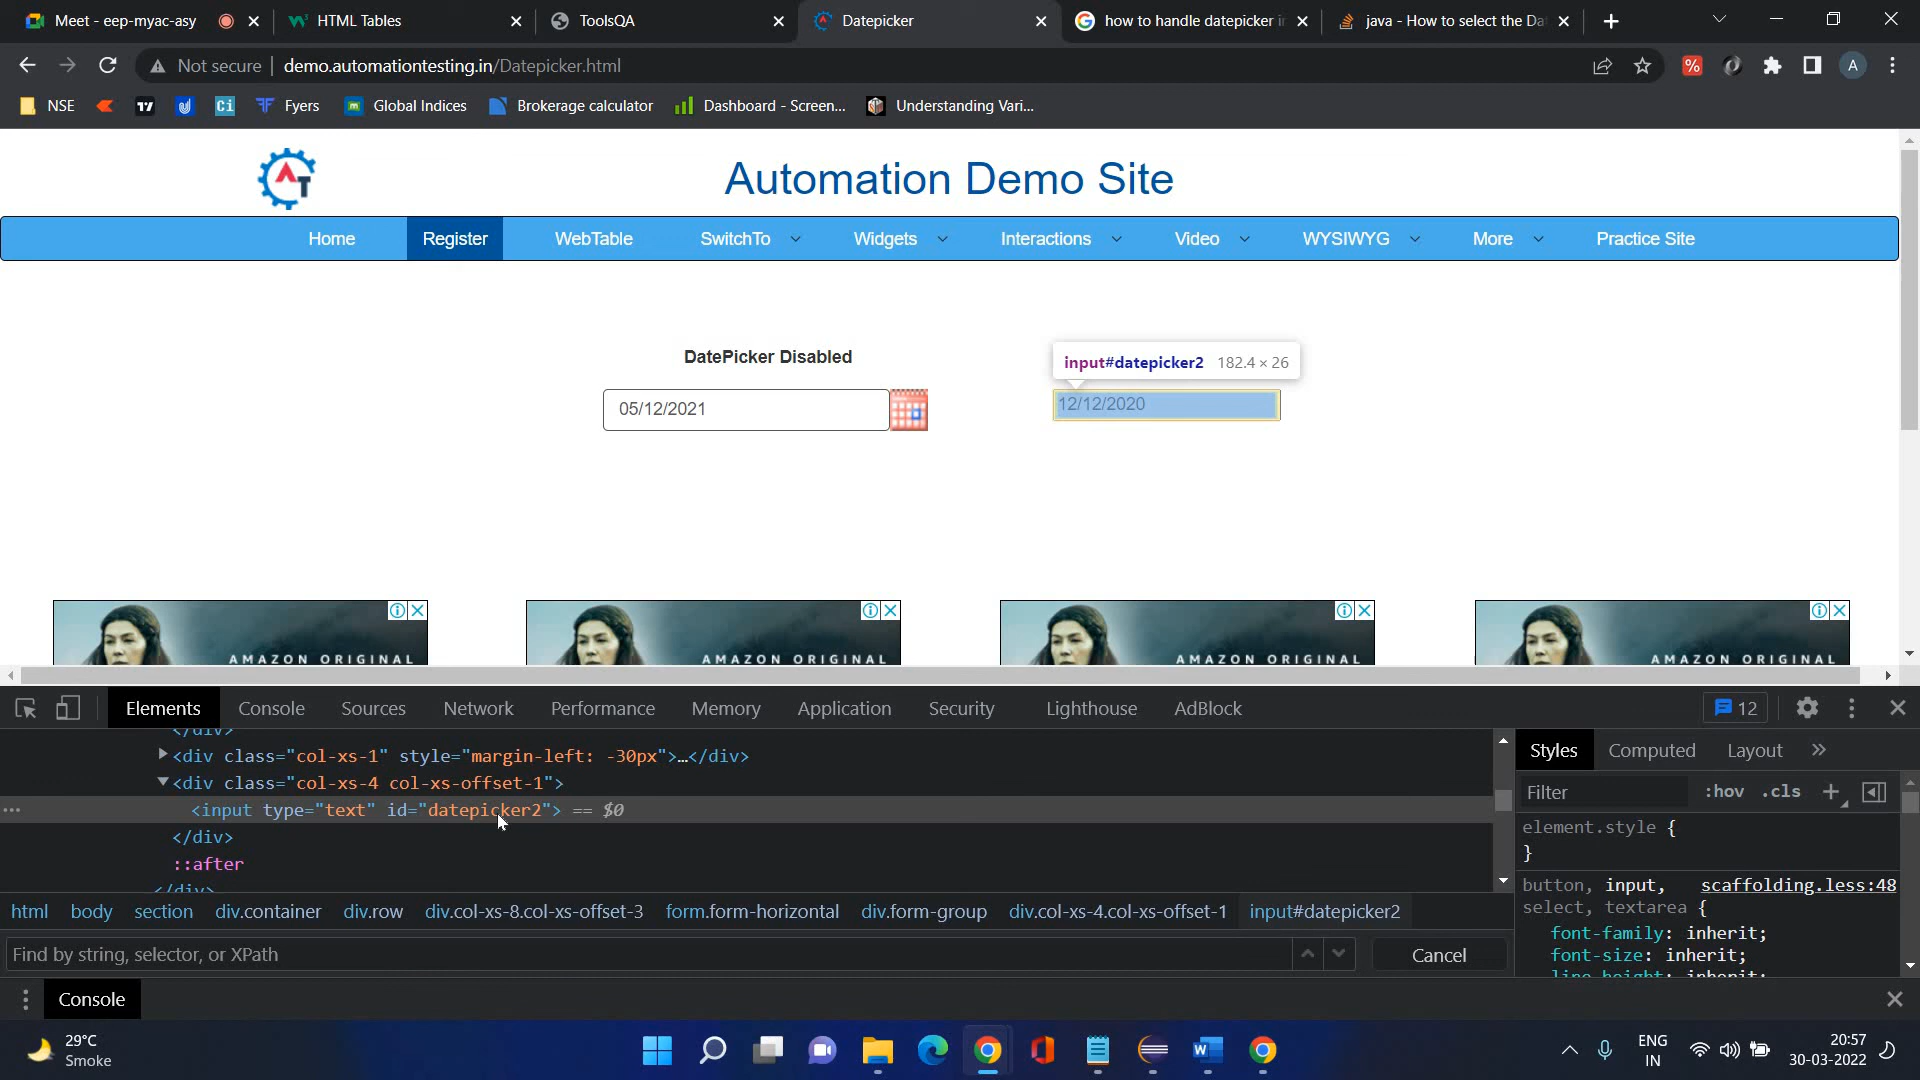 Meet - eep-myac-asy
HTML Tables
ToolsQA
Datepicker
how to handle datepicker i
java - How to select the Da
Not secure | demo.automationtesting.in/Datepicker.html
% A
NSE
Ci
Fyers
Global Indices
Brokerage calculator
Dashboard - Screen...
Understanding Vari...
AT
Automation Demo Site
Home
Register
WebTable
SwitchTo
Widgets
Interactions
Video
WYSIWYG
More
Practice Site
DatePicker Disabled
input#datepicker2 182.4 × 26
05/12/2021
12/12/2020
AMAZON ORIGINAL
AMAZON ORIGINAL
AMAZON ORIGINAL
AMAZON ORIGINAL
Elements
Console
Sources
Network
Performance
Memory
Application
Security
Lighthouse
AdBlock
12
</div>
<div class="col-xs-1" style="margin-left: -30px">…</div>
<div class="col-xs-4 col-xs-offset-1">
<input type="text" id="datepicker2"> == $0
</div>
::after
</div>
html body section div.container div.row div.col-xs-8.col-xs-offset-3 form.form-horizontal div.form-group div.col-xs-4.col-xs-offset-1 input#datepicker2
Find by string, selector, or XPath
Cancel
Styles
Computed
Layout
»
Filter
:hov .cls +
element.style {
}
button, input, scaffolding.less:48
select, textarea {
font-family: inherit;
font-size: inherit;
line-height: inherit;
Console
29°C
Smoke
ENG
IN
20:57
30-03-2022